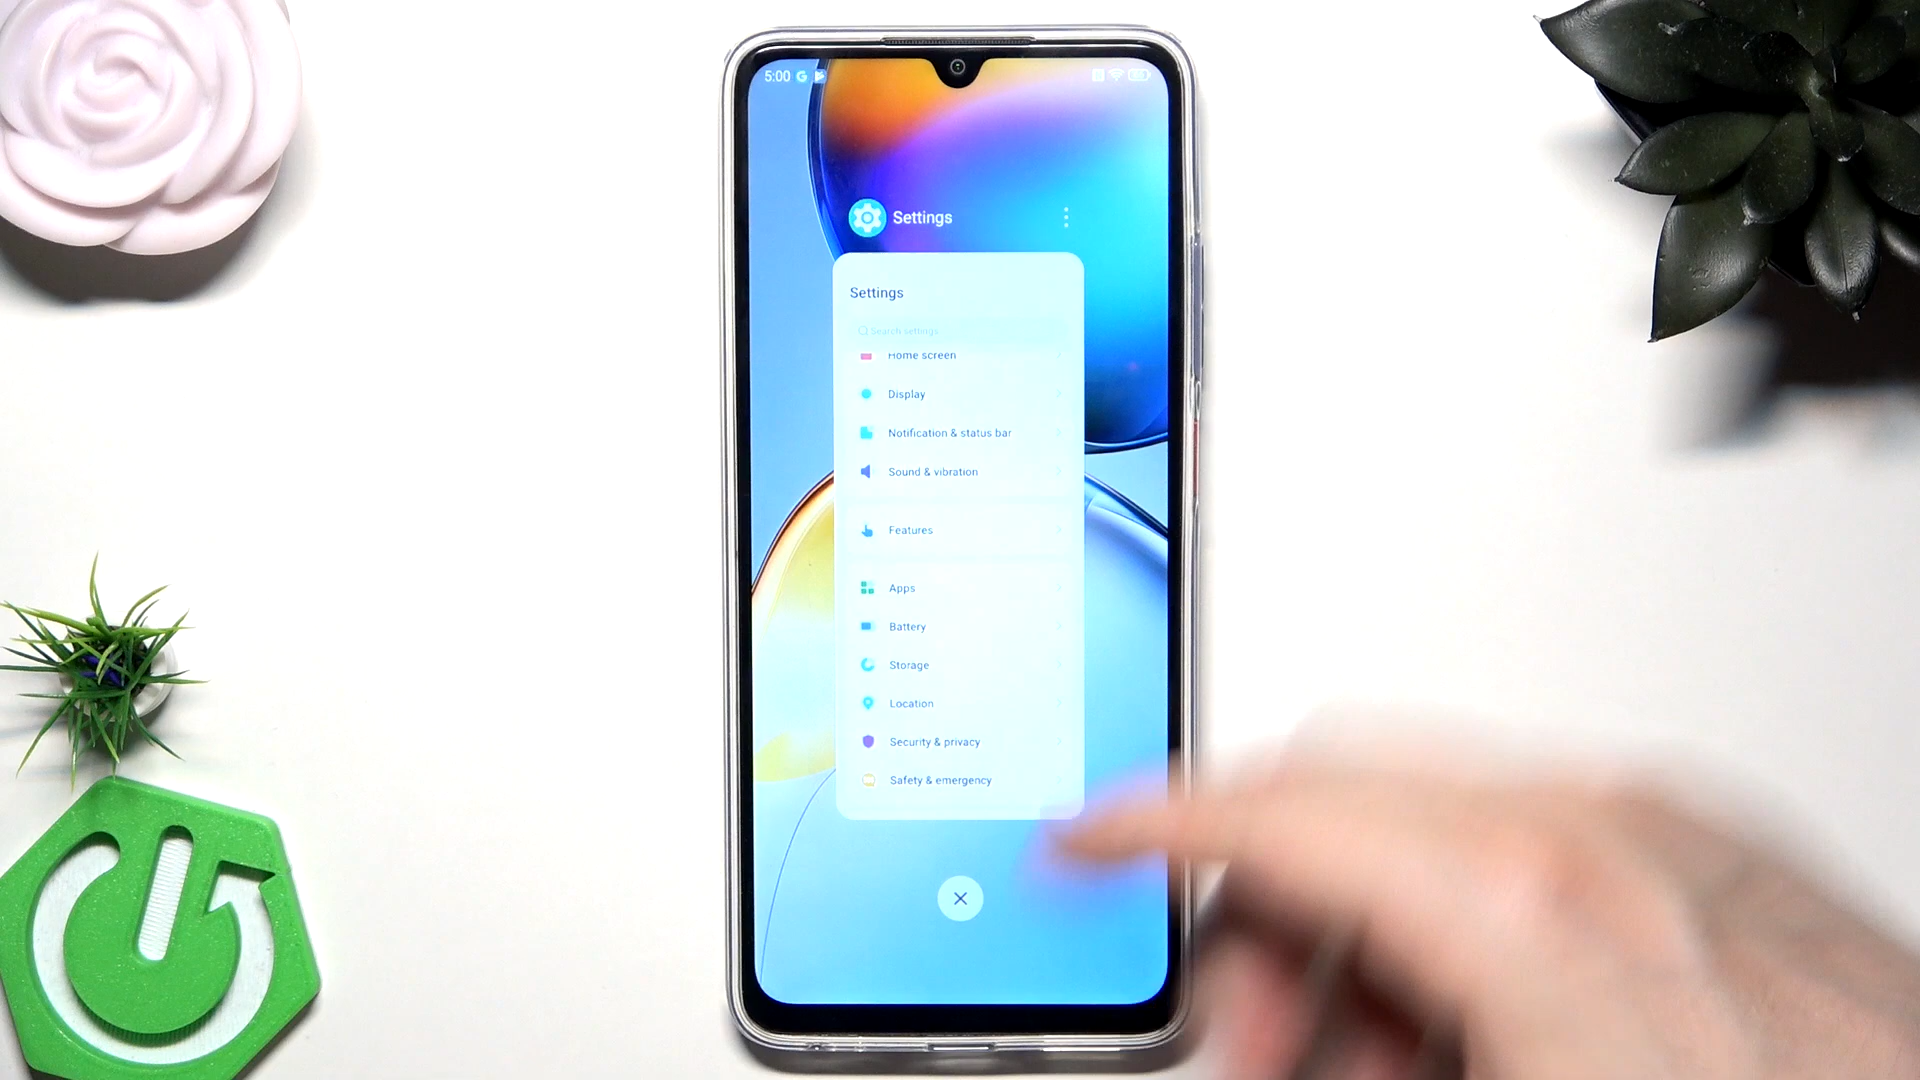 5:00
Settings
Settings
Search settings
Home screen
Display
Notification & status bar
Sound & vibration
Features
Apps
Battery
Storage
Location
Security & privacy
Safety & emergency